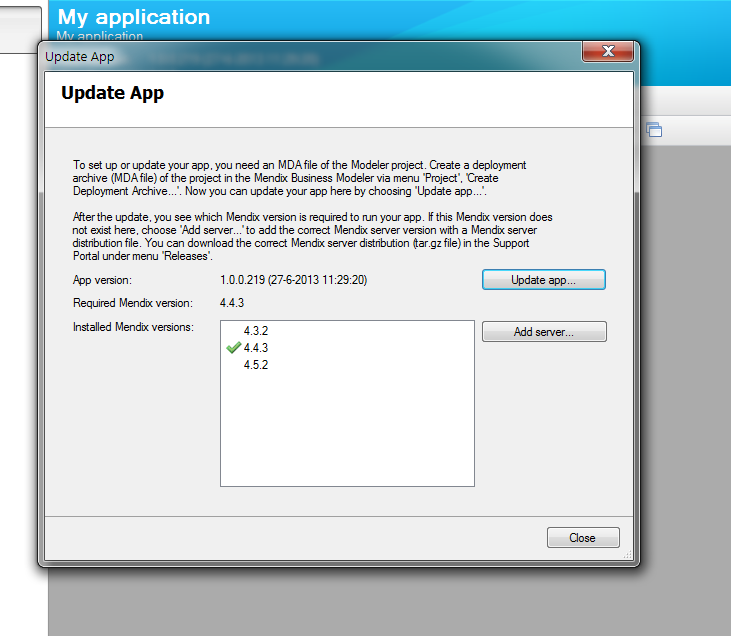 My application
My application
Update App
Update App
To set up or update your app, you need an MDA file of the Modeler project. Create a deployment
archive (MDA file) of the project in the Mendix Business Modeler via menu 'Project', 'Create
Deployment Archive...'. Now you can update your app here by choosing 'Update app...'.
After the update, you see which Mendix version is required to run your app. If this Mendix version does
not exist here, choose 'Add server...' to add the correct Mendix server version with a Mendix server
distribution file. You can download the correct Mendix server distribution (tar.gz file) in the Support
Portal under menu 'Releases'.
App version: 1.0.0.219 (27-6-2013 11:29:20) Update app...
Required Mendix version: 4.4.3
Installed Mendix versions: 4.3.2 Add server...
4.4.3
4.5.2
Close